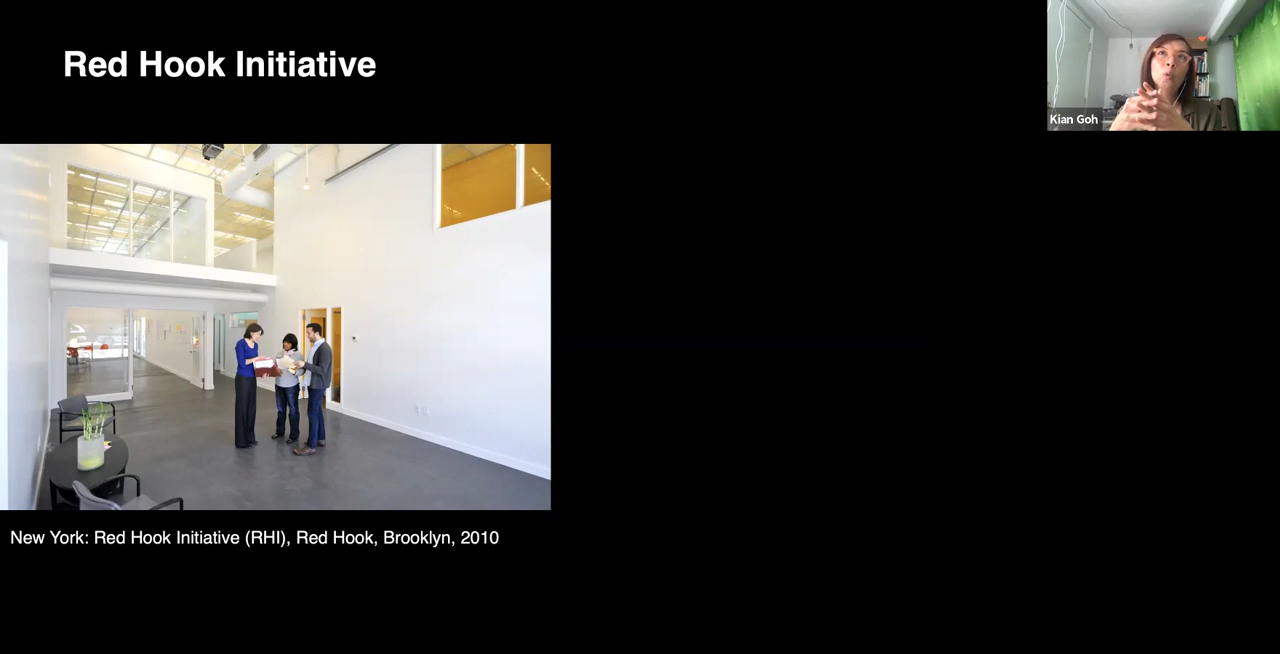 Red Hook Initiative
Kian Goh
New York: Red Hook Initiative (RHI), Red Hook, Brooklyn, 2010